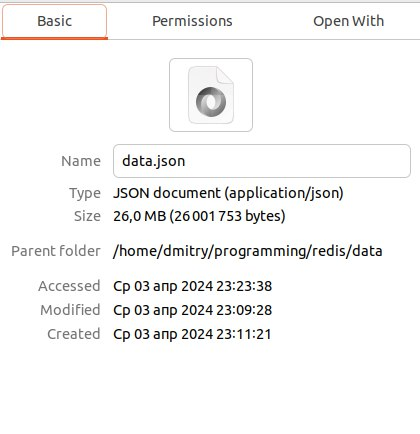 Basic Permissions Open With
Name data.json
Type JSON document (application/json)
Size 26,0 MB (26 001 753 bytes)
Parent folder /home/dmitry/programming/redis/data
Accessed Ср 03 апр 2024 23:23:38
Modified Ср 03 апр 2024 23:09:28
Created Ср 03 апр 2024 23:11:21